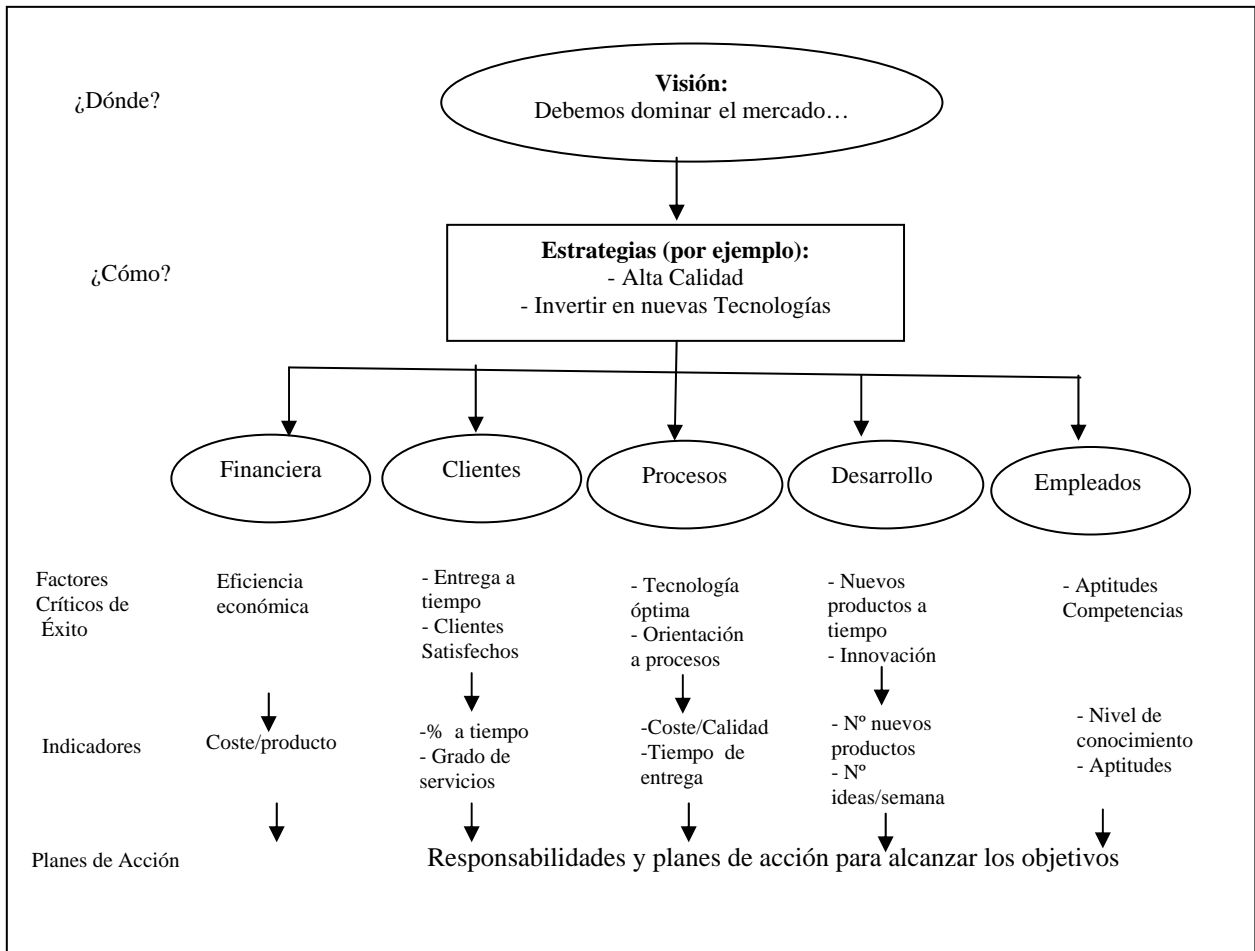 ¿Dónde?
Visión:
Debemos dominar el mercado…
¿Cómo?
Estrategias (por ejemplo):
- Alta Calidad
- Invertir en nuevas Tecnologías
Financiera
Clientes
Procesos
Desarrollo
Empleados
Factores
Críticos de
Éxito
Eficiencia
económica
- Entrega a
tiempo
- Clientes
Satisfechos
- Tecnología
óptima
- Orientación
a procesos
- Nuevos
productos a
tiempo
- Innovación
- Aptitudes
Competencias
Indicadores
Coste/producto
-% a tiempo
- Grado de
servicios
-Coste/Calidad
-Tiempo de
entrega
- Nº nuevos
productos
- Nº
ideas/semana
- Nivel de
conocimiento
- Aptitudes
Planes de Acción
Responsabilidades y planes de acción para alcanzar los objetivos